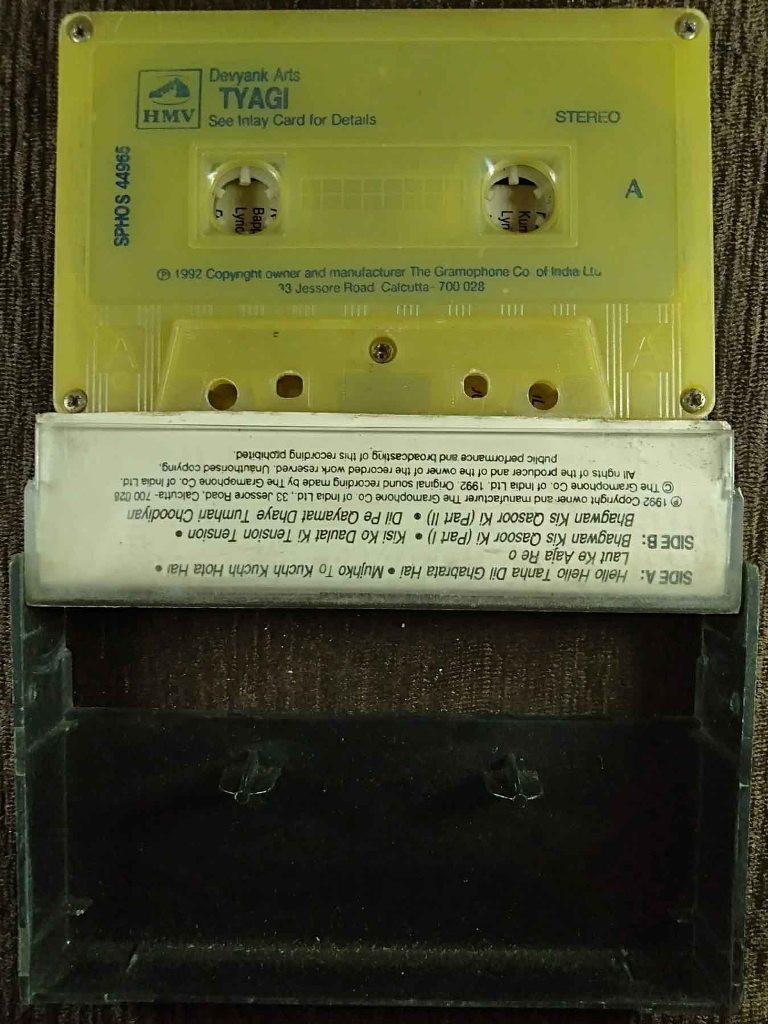 Devyank Arts
TYAGI
HMV
See Inlay Card for Details
STEREO
SPHOS 44965
A
Ⓟ 1992 Copyright owner and manufacturer The Gramophone Co. of India Ltd.
33 Jessore Road, Calcutta- 700 028
A
A
SIDE A: Hello Hello Tanha Dil Ghabrata Hai • Mujhko To Kuchh Kuchh Hota Hai •
Laut Ke Aaja Re o
SIDE B: Bhagwan Kis Qasoor Ki (Part I) • Kisi Ko Daulat Ki Tension Tension •
Bhagwan Kis Qasoor Ki (Part II) • Dil Pe Qayamat Dhaye Tumhari Choodiyan
Ⓟ 1992 Copyright owner and manufacturer The Gramophone Co. of India Ltd., 33 Jessore Road, Calcutta- 700 028
© The Gramophone Co. of India Ltd. 1992. Original sound recording made by The Gramophone Co. of India Ltd.
All rights of the producer and of the owner of the recorded work reserved. Unauthorised copying,
public performance and broadcasting of this recording prohibited.